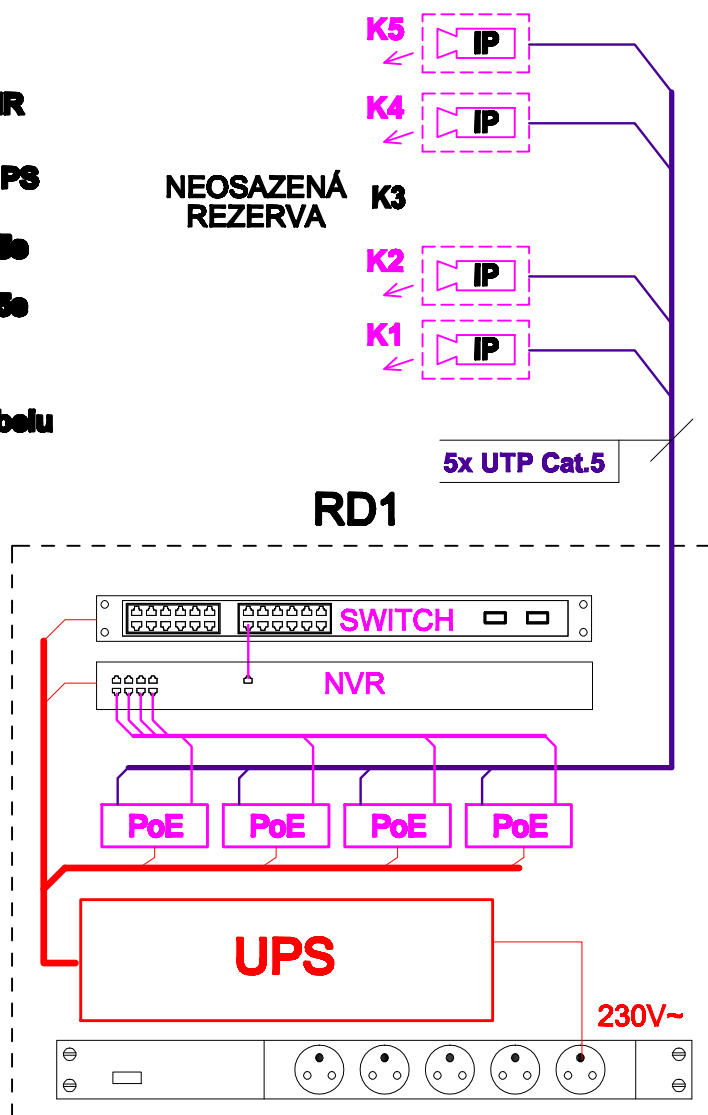 K5
IP
K4
IP
NEOSAZENÁ
REZERVA
K3
K2
IP
K1
IP
5x UTP Cat.5
RD1
SWITCH
NVR
PoE PoE PoE PoE
UPS
230V~